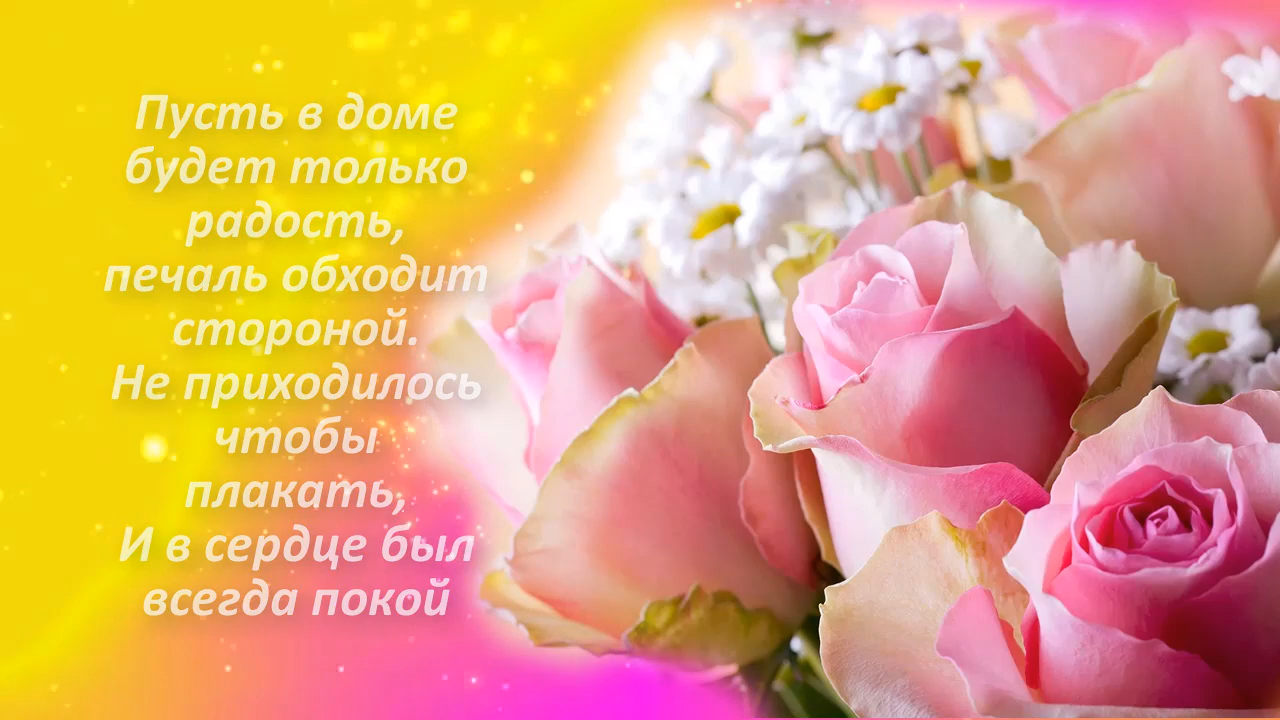 Пусть в доме
будет только
радость,
печаль обходит
стороной.
Не приходилось
чтобы
плакать,
И в сердце был
всегда покой